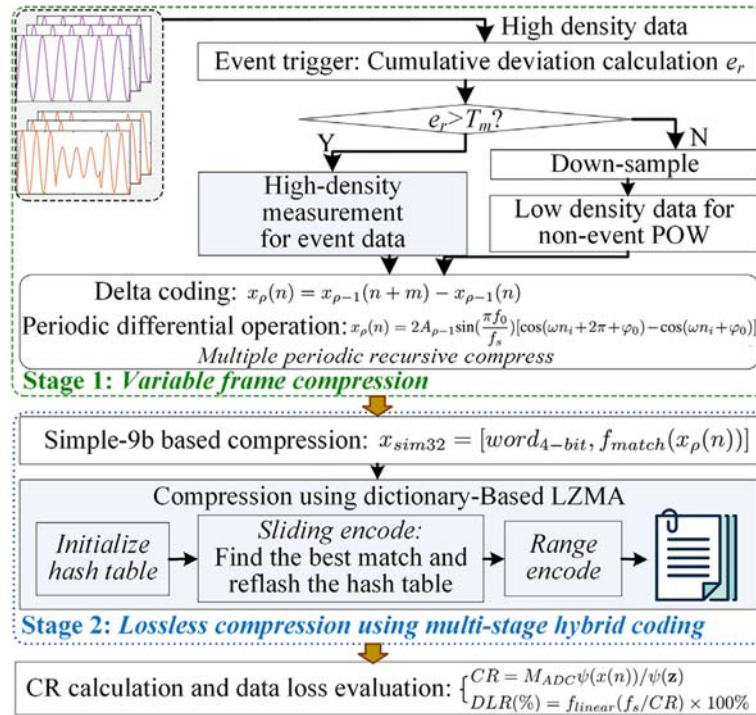 High density data
Event trigger: Cumulative deviation calculation e_r
e_r>T_m?
Y
N
High-density
measurement
for event data
Down-sample
Low density data for
non-event POW
Delta coding: x_ρ(n) = x_{ρ−1}(n + m) − x_{ρ−1}(n)
Periodic differential operation: x_ρ(n) = 2A_{ρ−1}sin(πf_0/f_s)[cos(ωn_i+2π+φ_0)−cos(ωn_i+φ_0)]
Multiple periodic recursive compress
Stage 1: Variable frame compression
Simple-9b based compression: x_{sim32} = [word_{4−bit}, f_{match}(x_ρ(n))]
Compression using dictionary-Based LZMA
Initialize
hash table
Sliding encode:
Find the best match and
reflash the hash table
Range
encode
Stage 2: Lossless compression using multi-stage hybrid coding
CR calculation and data loss evaluation: { CR = M_{ADC}ψ(x(n))/ψ(z)
DLR(%) = f_{linear}(f_s/CR) × 100%